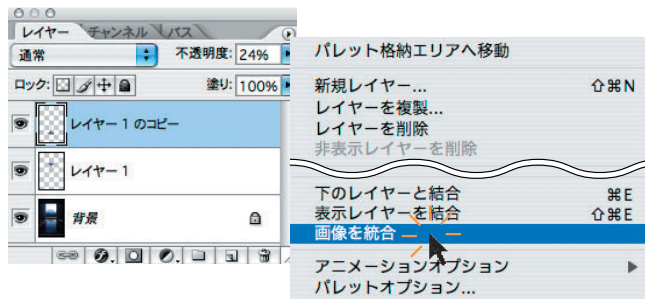 レイヤー チャンネル パス
通常 不透明度: 24%
ロック: 塗り: 100%
レイヤー 1 のコピー
レイヤー 1
背景
パレット格納エリアへ移動
新規レイヤー... ⇧⌘N
レイヤーを複製...
レイヤーを削除
非表示レイヤーを削除
下のレイヤーと結合 ⌘E
表示レイヤーを結合 ⇧⌘E
画像を統合
アニメーションオプション
パレットオプション...